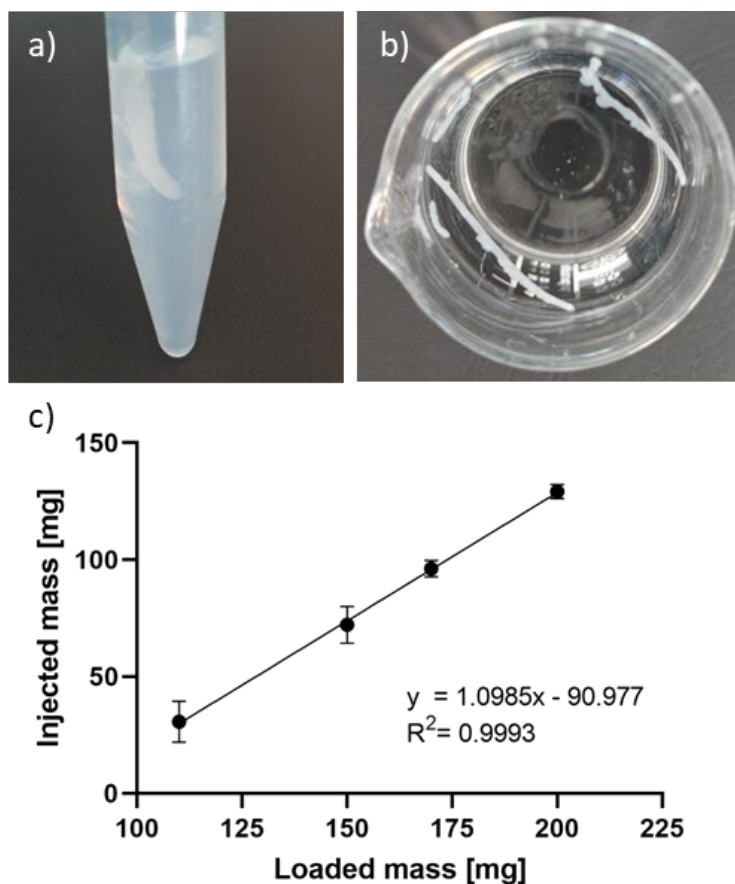 a)
b)
c)
150
100
50
0
Injected mass [mg]
y = 1.0985x - 90.977
R²= 0.9993
100 125 150 175 200 225
Loaded mass [mg]